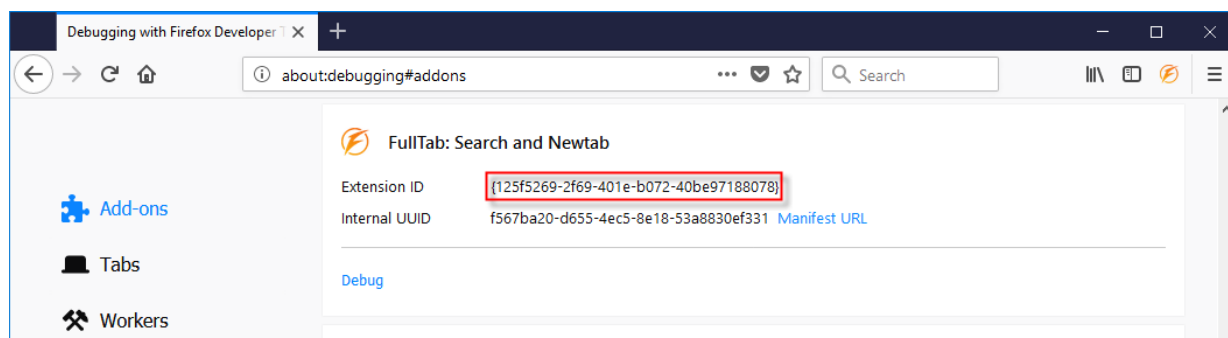 Debugging with Firefox Developer T
about:debugging#addons
Search
FullTab: Search and Newtab
Extension ID {125f5269-2f69-401e-b072-40be97188078}
Internal UUID f567ba20-d655-4ec5-8e18-53a8830ef331 Manifest URL
Add-ons
Tabs
Debug
Workers